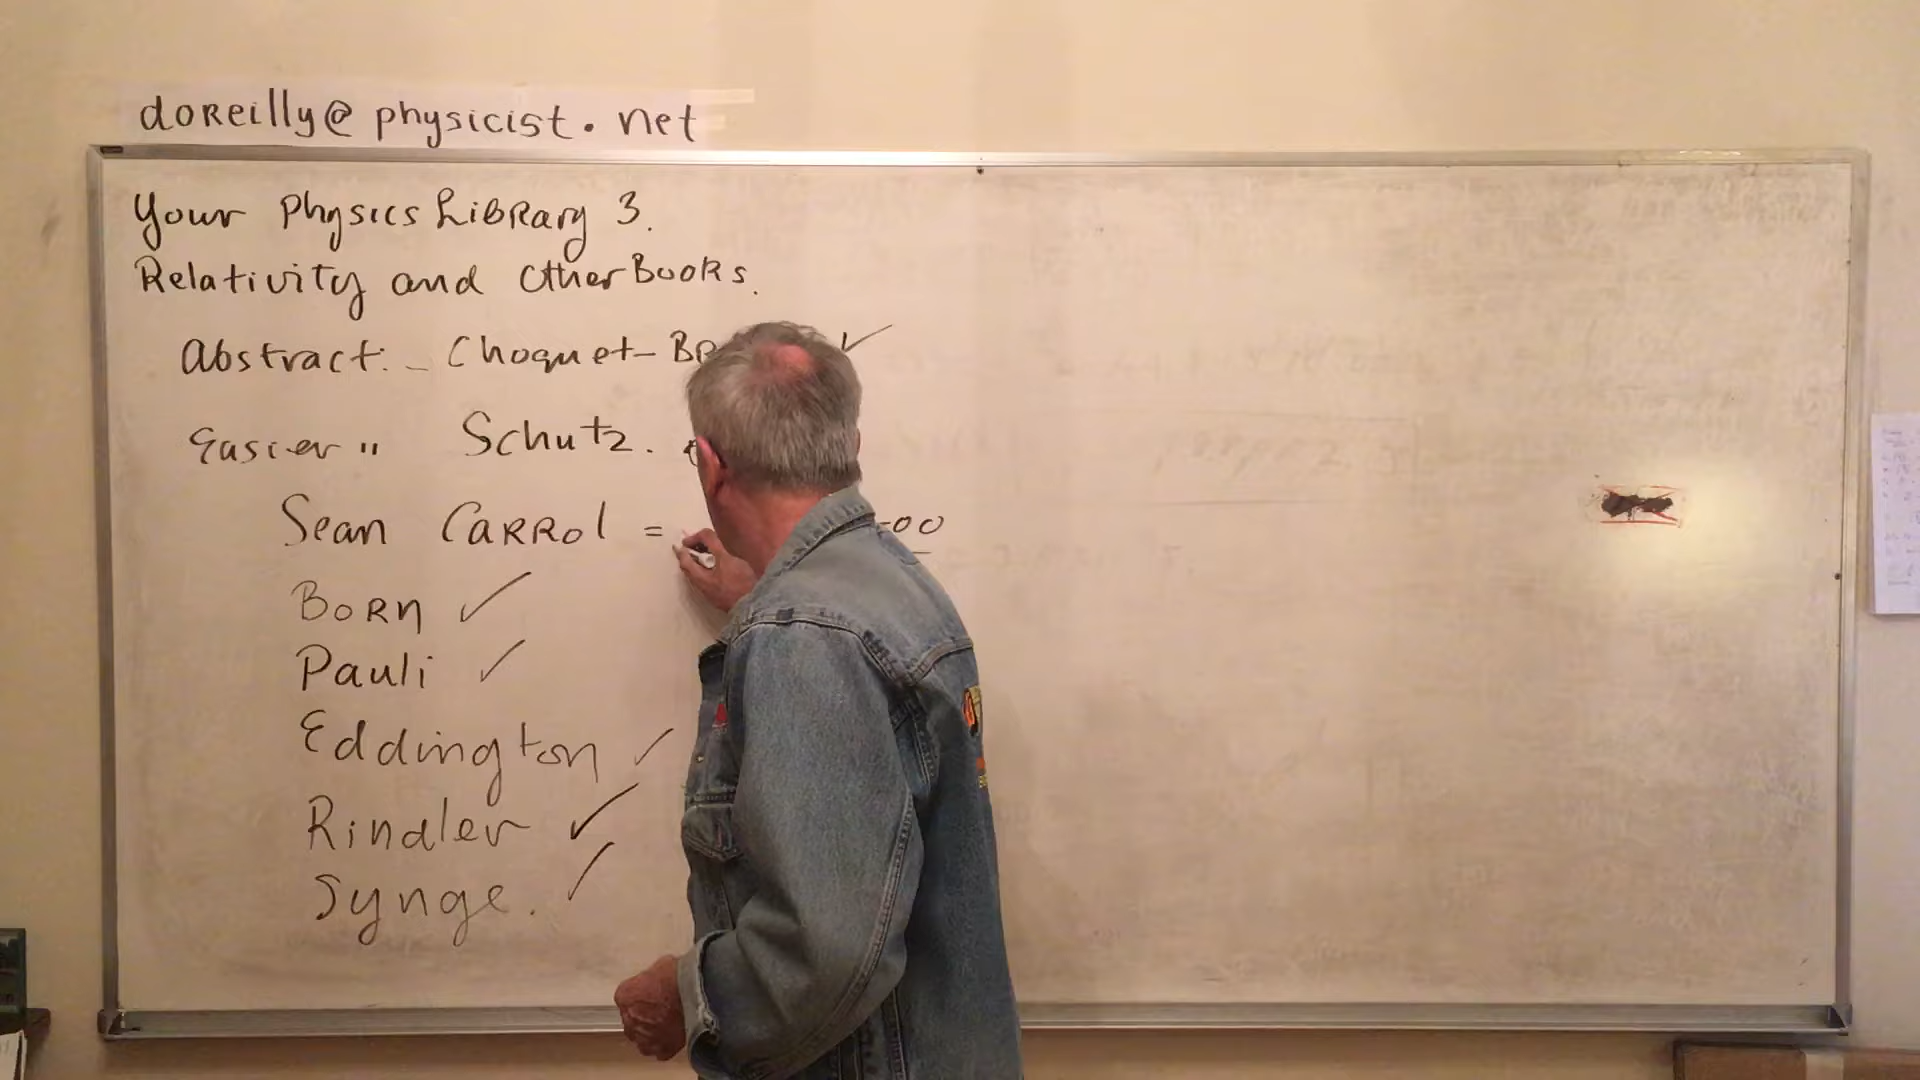 doreilly@physicist.net
Your Physics Library 3.
Relativity and Other Books.
Abstract: - Choquet-
Easier " Schutz.
Sean Carrol =
Born ✓
Pauli ✓
Eddington ✓
Rindler ✓
Synge. ✓